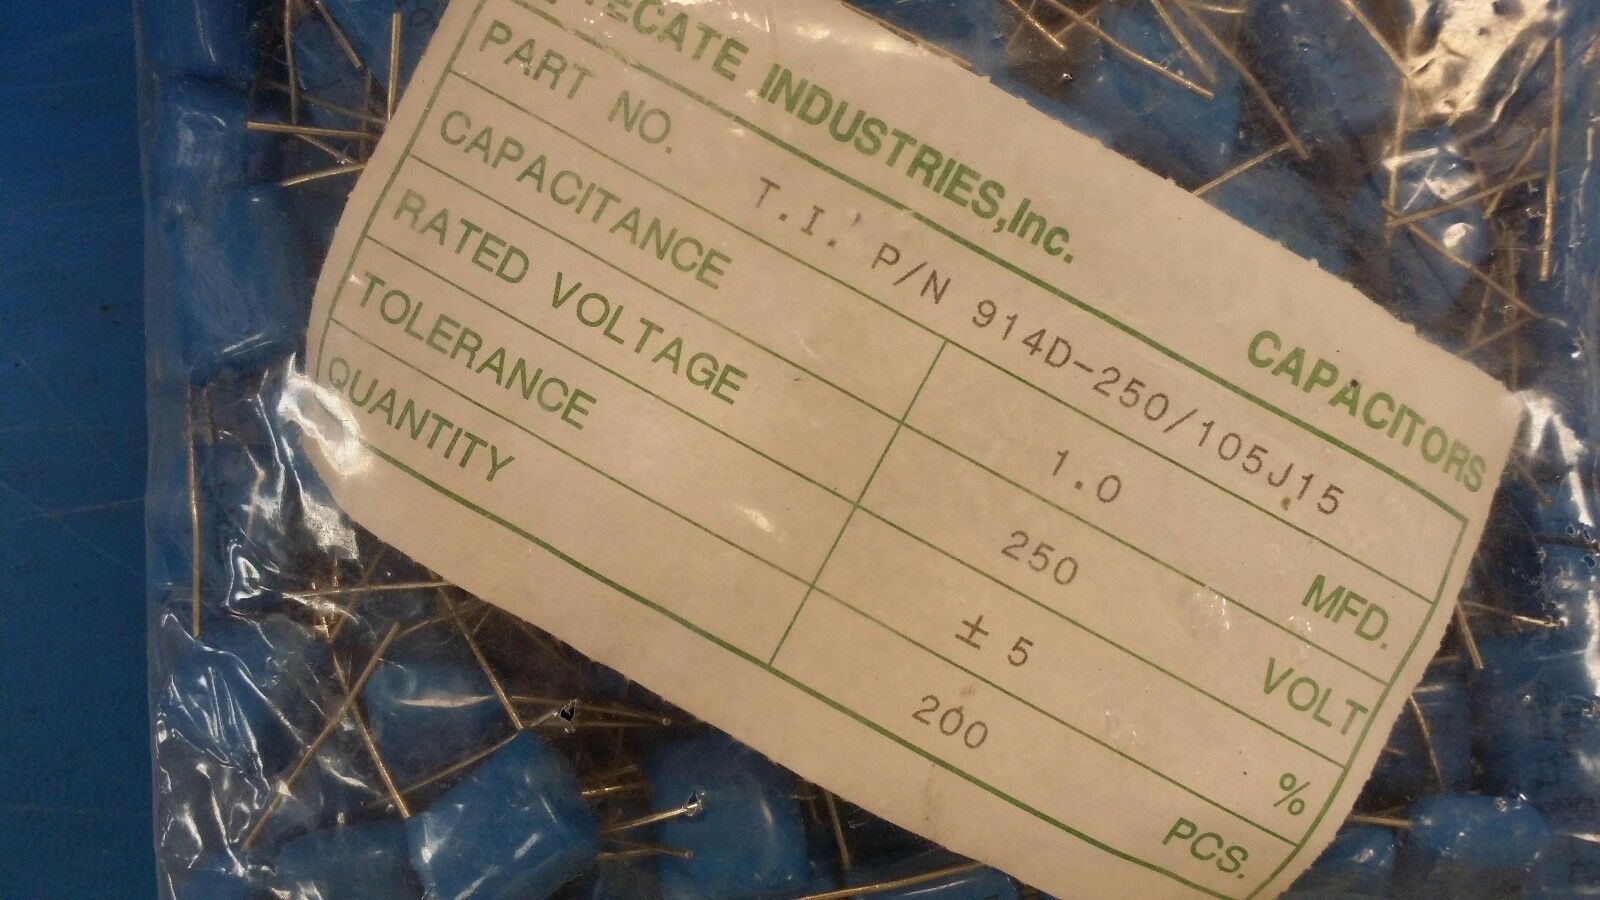 TECATE INDUSTRIES,Inc. CAPACITORS
PART NO. T.I. P/N 914D-250/105J15
CAPACITANCE 1.0 MFD.
RATED VOLTAGE 250 VOLT
TOLERANCE ± 5 %
QUANTITY 200 PCS.